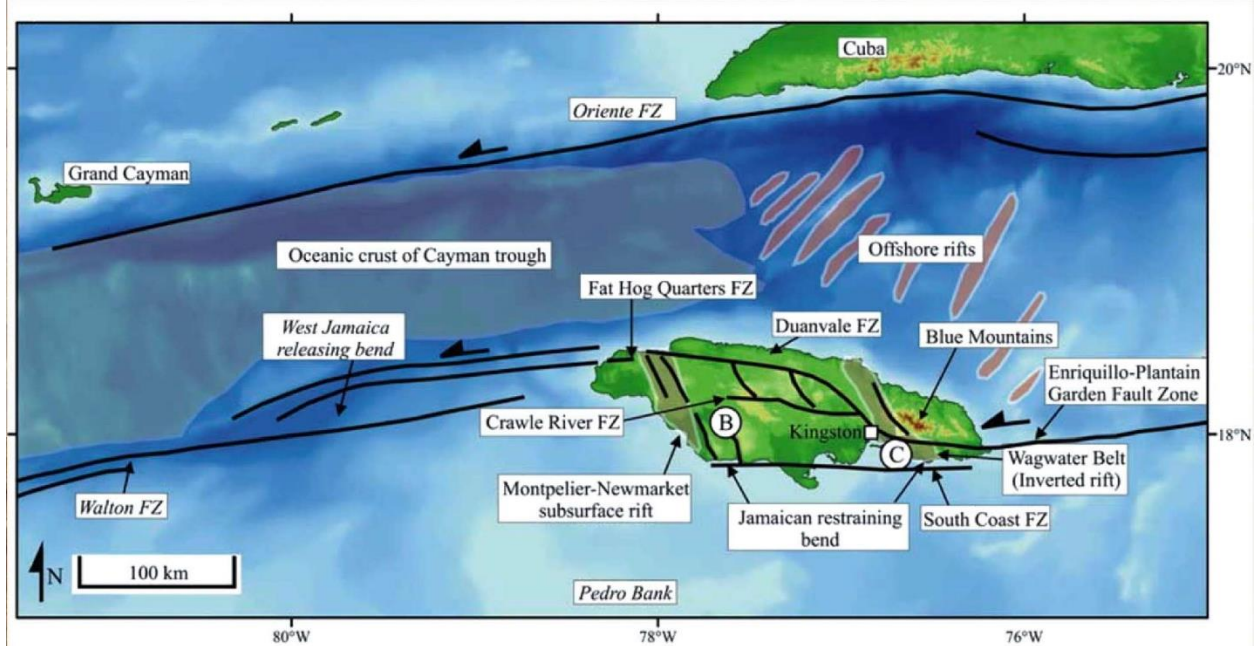 Cuba
20°N
Oriente FZ
Grand Cayman
Offshore rifts
Oceanic crust of Cayman trough
Fat Hog Quarters FZ
West Jamaica
releasing bend
Duanvale FZ
Blue Mountains
Enriquillo-Plantain
Garden Fault Zone
Crawle River FZ
B
Kingston
18°N
C
Wagwater Belt
(Inverted rift)
Montpelier-Newmarket
subsurface rift
Walton FZ
Jamaican restraining
bend
South Coast FZ
N
100 km
Pedro Bank
80°W
78°W
76°W